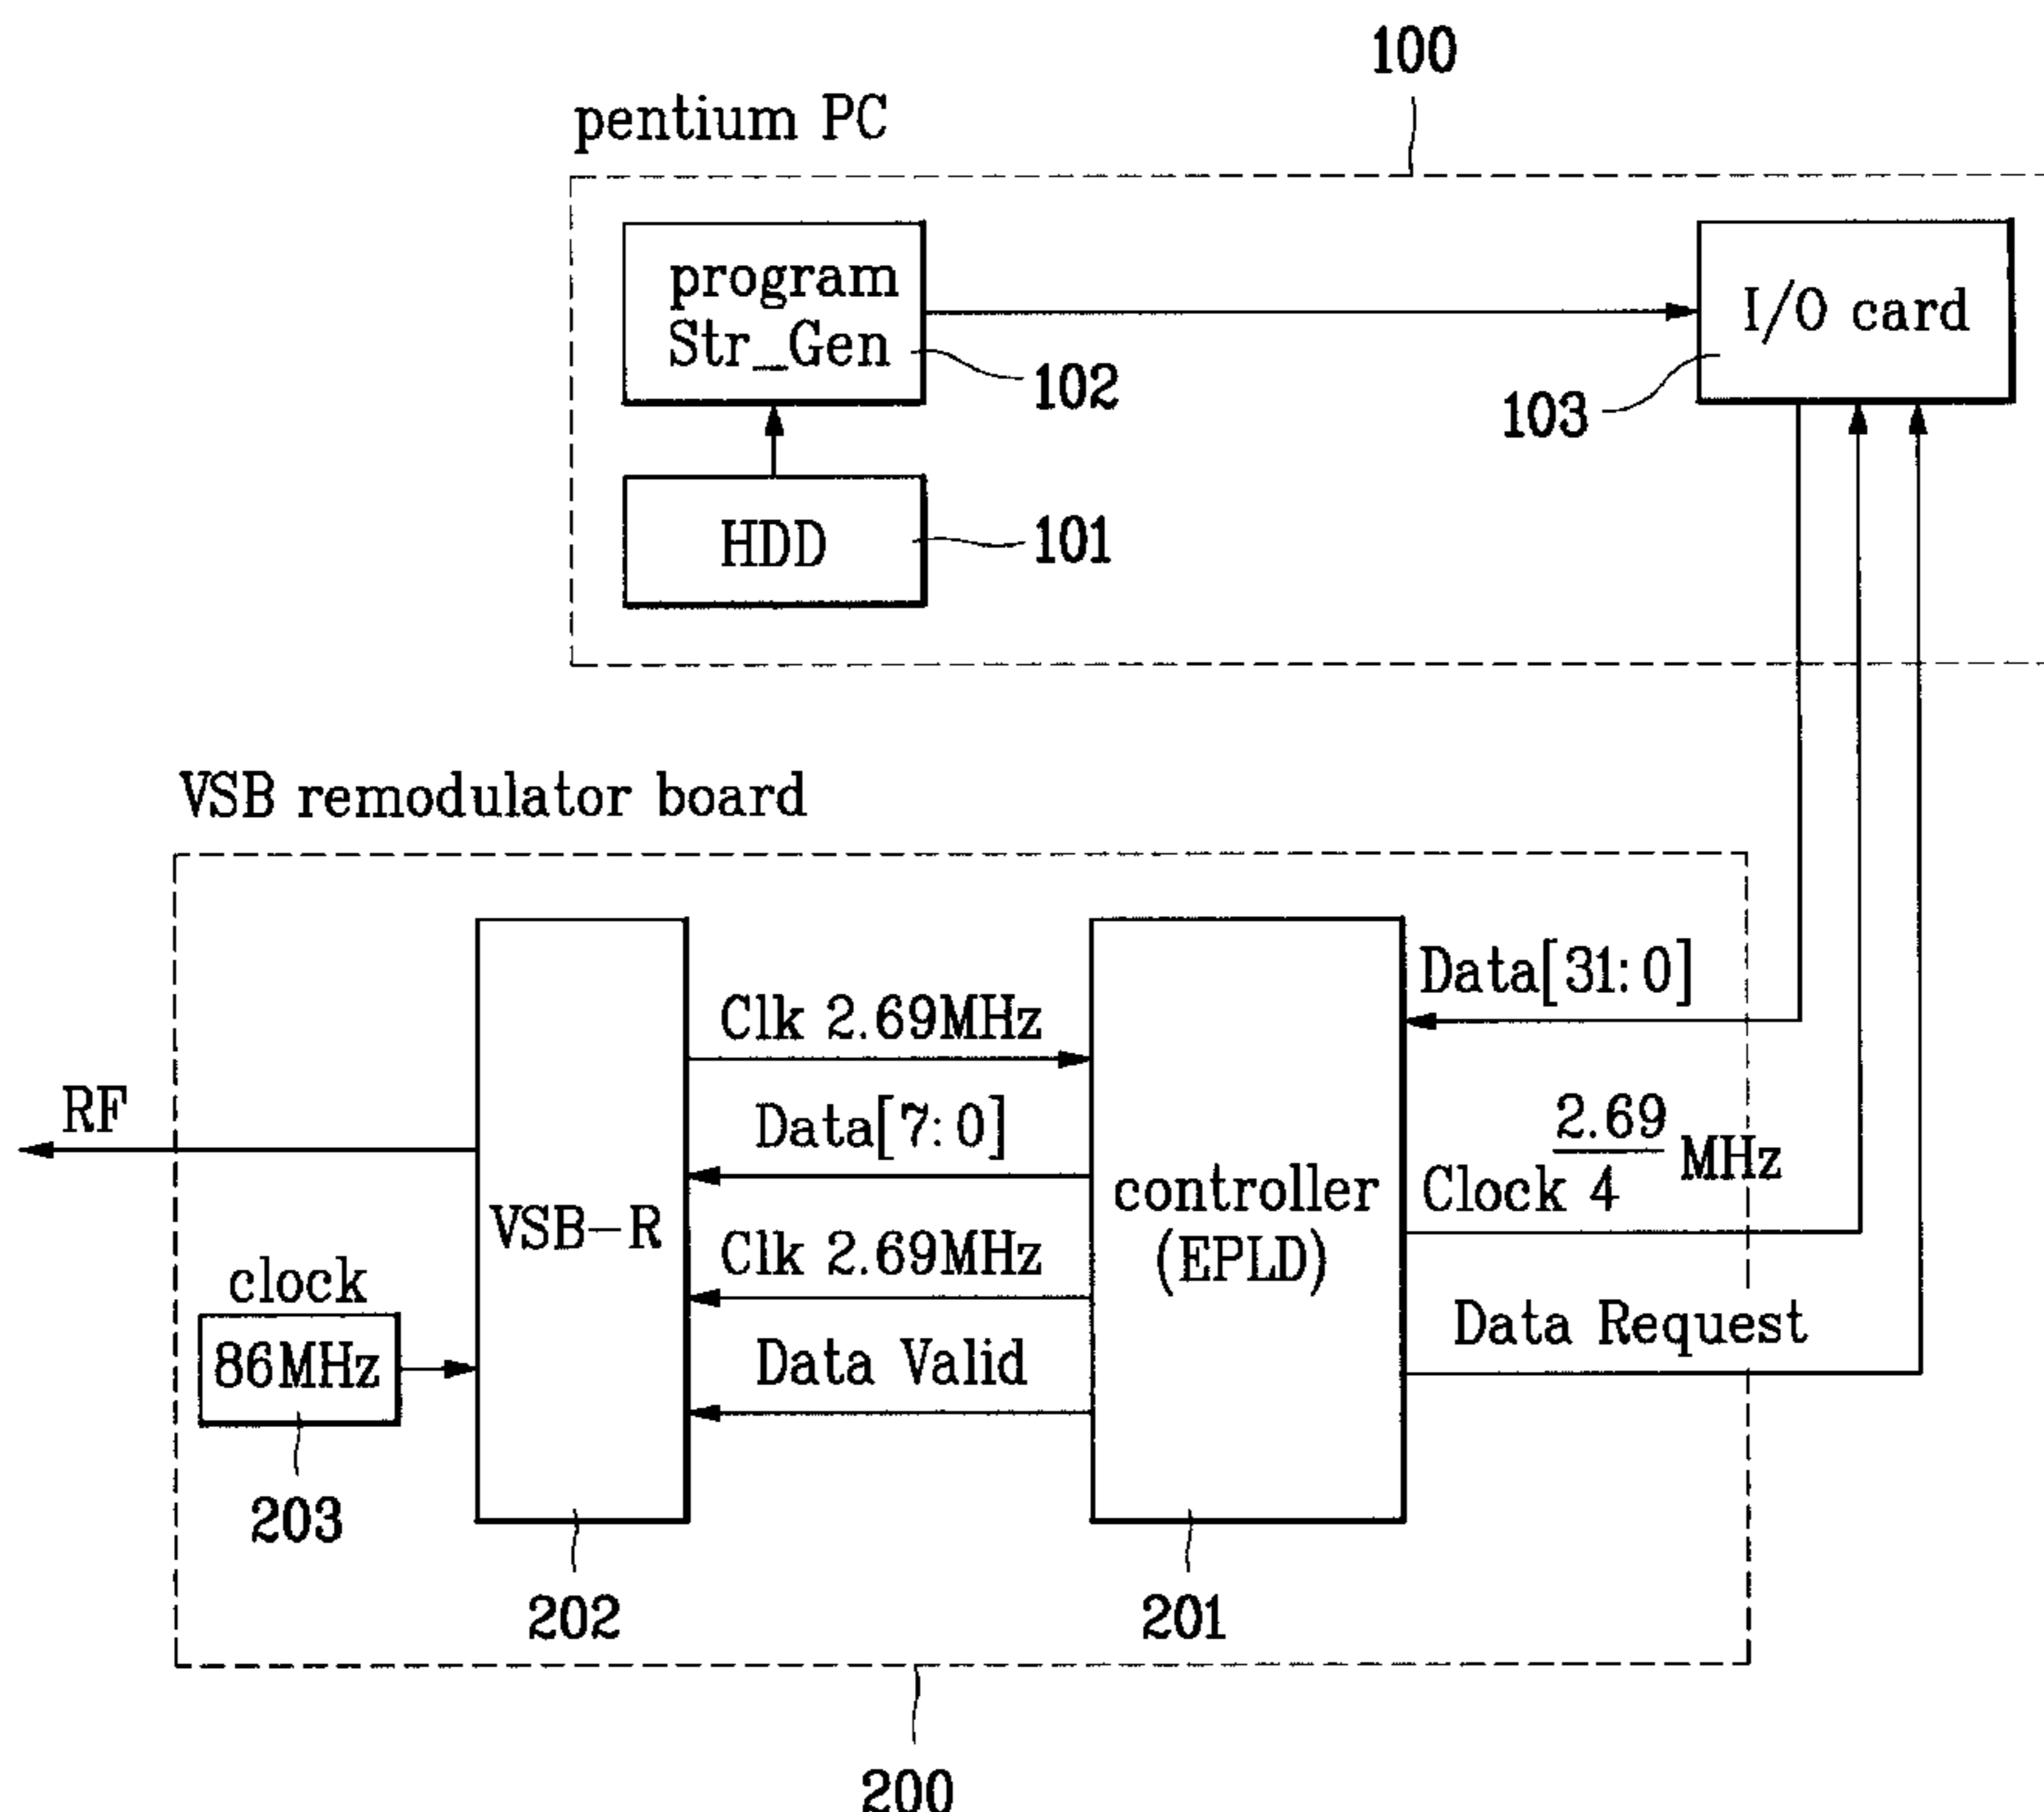 100
pentium PC
program
Str_Gen
102
I/O card
103
HDD
101
VSB remodulator board
RF
VSB-R
clock
86MHz
203
202
Clk 2.69MHz
Data[7:0]
Clk 2.69MHz
Data Valid
controller
(EPLD)
201
Data[31:0]
2.69
Clock 4 MHz
Data Request
200